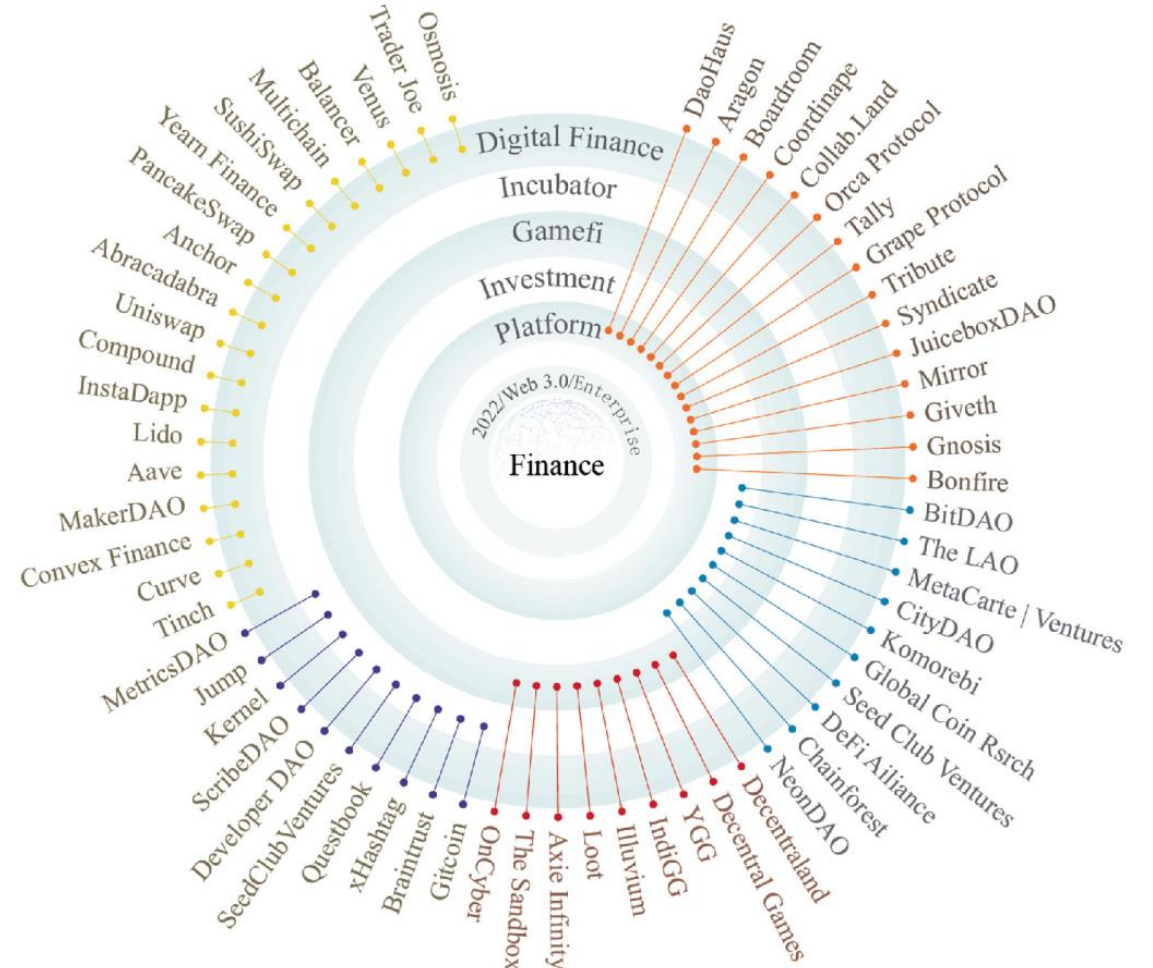 Digital Finance
Incubator
Gamefi
Investment
Platform
2022/Web 3.0/Enterprise
Finance
DaoHaus
Aragon
Boardroom
Coordinape
Collab.Land
Orca Protocol
Tally
Grape Protocol
Tribute
Syndicate
JuiceboxDAO
Mirror
Giveth
Gnosis
Bonfire
BitDAO
The LAO
MetaCarte | Ventures
CityDAO
Komorebi
Global Coin Rsrch
Seed Club Ventures
DeFi Ailiance
Chainforest
NeonDAO
Decentraland
Decentral Games
YGG
IndiGG
Illuvium
Loot
Axie Infinity
The Sandbox
OnCyber
Gitcoin
Braintrust
xHashtag
Questbook
SeedClubVentures
Developer DAO
ScribeDAO
Kernel
Jump
MetricsDAO
Tinch
Curve
Convex Finance
MakerDAO
Aave
Lido
InstaDapp
Compound
Uniswap
Abracadabra
Anchor
PancakeSwap
Yearn Finance
SushiSwap
Multichain
Balancer
Venus
Trader Joe
Osmosis